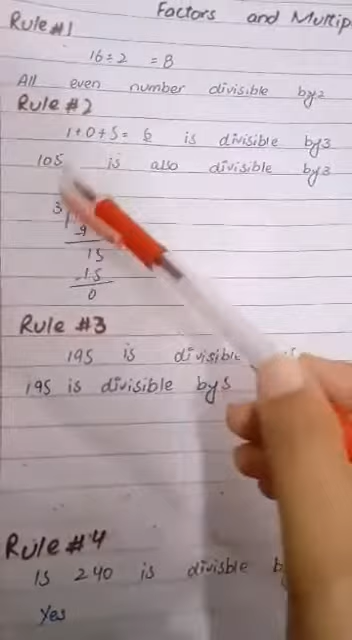 Factors and Multip
Rule #1
16÷2 = 8
All even number divisible by 2
Rule #2
1+0+5= 6 is divisible by 3
105 is also divisible by 3
3
-9
15
-15
0
Rule #3
195 is divisible
195 is divisible by 5
Rule #4
Is 240 is divisble b
Yes